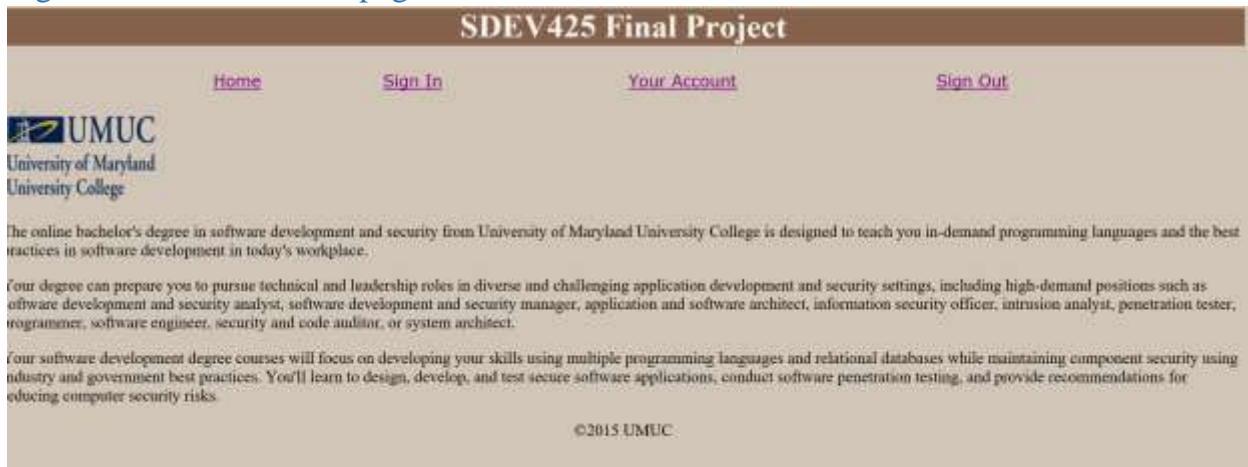 SDEV425 Final Project
Home Sign In Your Account Sign Out
UMUC
University of Maryland
University College
The online bachelor's degree in software development and security from University of Maryland University College is designed to teach you in-demand programming languages and the best
practices in software development in today's workplace.
Your degree can prepare you to pursue technical and leadership roles in diverse and challenging application development and security settings, including high-demand positions such as
software development and security analyst, software development and security manager, application and software architect, information security officer, intrusion analyst, penetration tester,
programmer, software engineer, security and code auditor, or system architect.
Your software development degree courses will focus on developing your skills using multiple programming languages and relational databases while maintaining component security using
industry and government best practices. You'll learn to design, develop, and test secure software applications, conduct software penetration testing, and provide recommendations for
reducing computer security risks.
©2015 UMUC